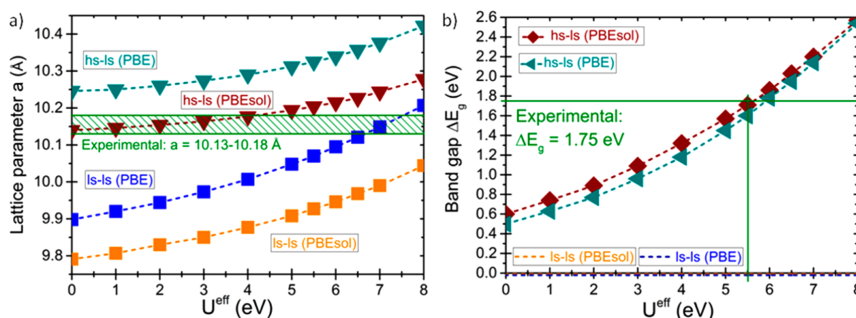 a)
Lattice parameter a (Å)
10.4
10.3
10.2
10.1
10.0
9.9
9.8
hs-ls (PBE)
hs-ls (PBEsol)
Experimental: a = 10.13-10.18 Å
ls-ls (PBE)
ls-ls (PBEsol)
0 1 2 3 4 5 6 7 8
U^eff (eV)
b)
Band gap ΔE_g (eV)
2.6
2.4
2.2
2.0
1.8
1.6
1.4
1.2
1.0
0.8
0.6
0.4
0.2
0.0
hs-ls (PBEsol)
hs-ls (PBE)
Experimental:
ΔE_g = 1.75 eV
ls-ls (PBEsol) ls-ls (PBE)
0 1 2 3 4 5 6 7 8
U^eff (eV)